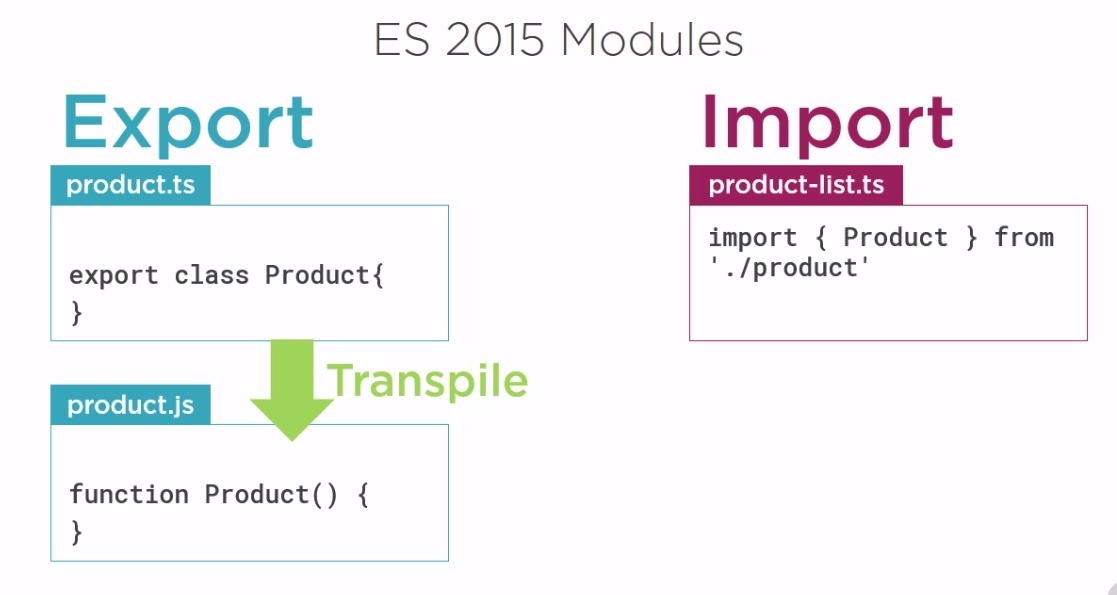 ES 2015 Modules
Export
product.ts
export class Product{
}
Transpile
product.js
function Product() {
}
Import
product-list.ts
import { Product } from
'./product'